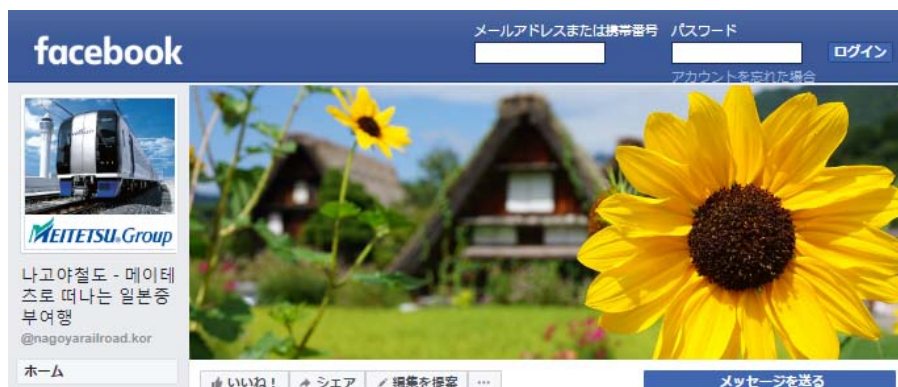 facebook
メールアドレスまたは携帯番号
パスワード
ログイン
アカウントを忘れた場合
MEITETSU Group
나고야철도 - 메이테
츠로 떠나는 일본중
부여행
@nagoyarailroad.kor
ホーム
いいね！
シェア
編集を提案
...
メッセージを送る